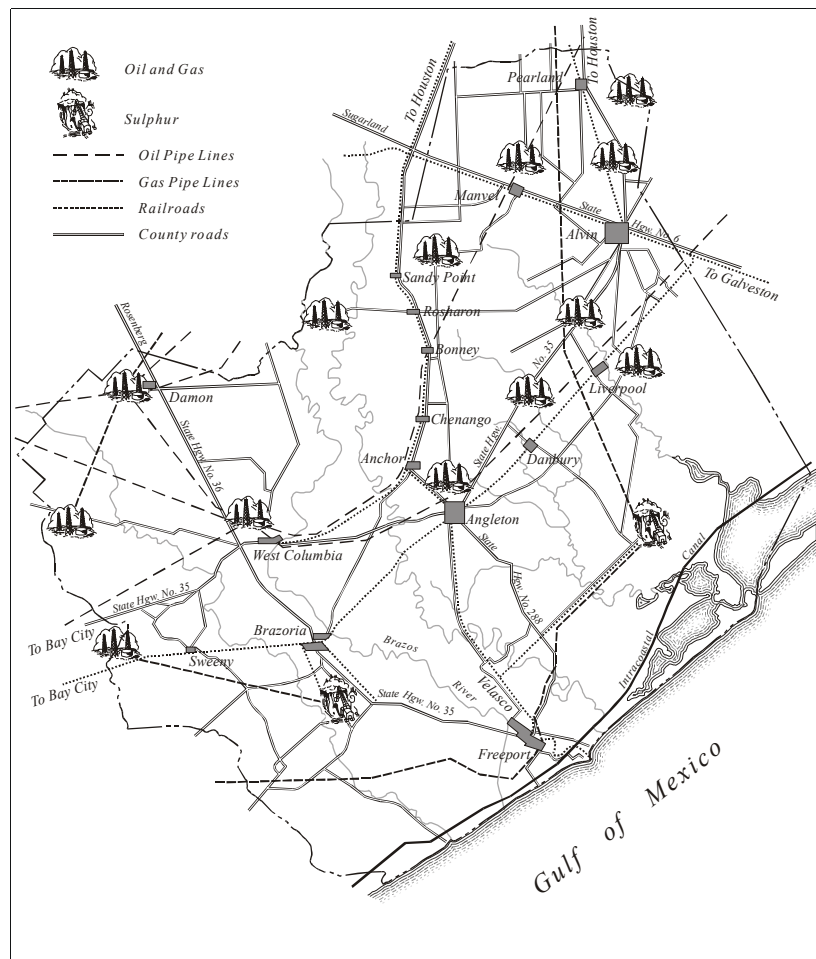 Oil and Gas
Sulphur
Oil Pipe Lines
Gas Pipe Lines
Railroads
County roads
To Houston
To Houston
Pearland
Sugarland
Manvel
State
Hgw. No. 6
Alvin
To Galveston
Sandy Point
Rosharon
Rosenberg
Bonney
No. 35
Liverpool
Damon
Chenango
State Hgw.
Danbury
Anchor
State Hgw. No. 36
Angleton
West Columbia
State
Hgw. No. 288
Canal
State Hgw. No. 35
To Bay City
Brazoria
Brazos
Sweeny
Intracoastal
To Bay City
River
Velasco
State Hgw. No. 35
Freeport
Gulf of Mexico